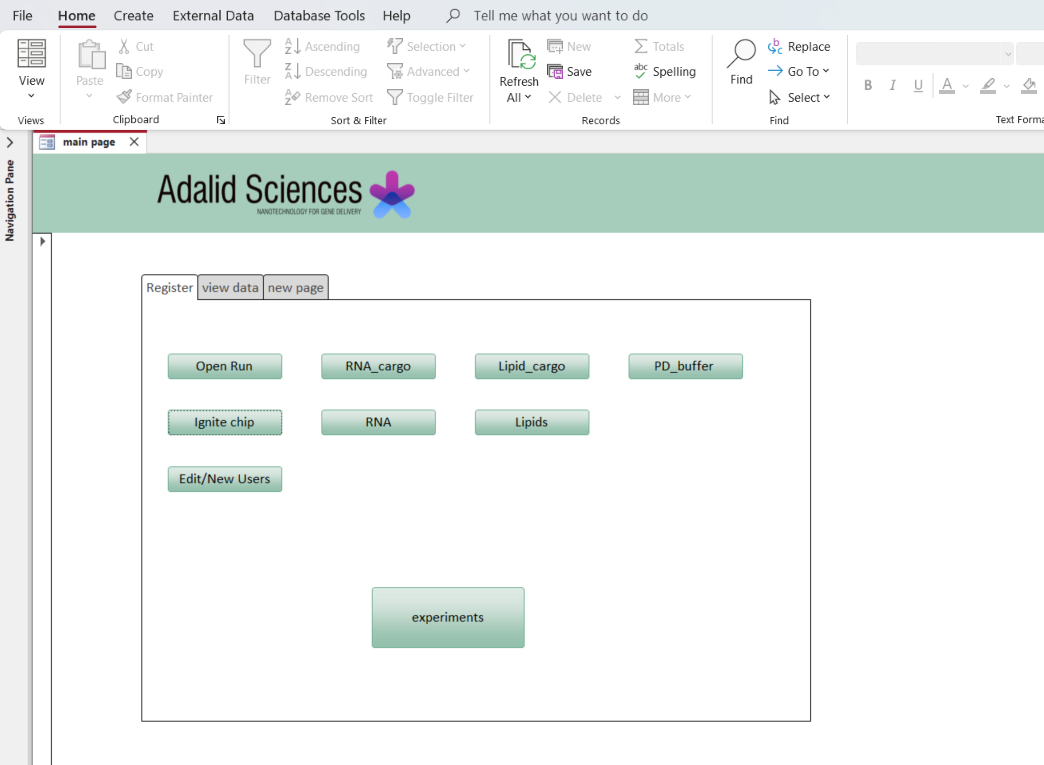 File Home Create External Data Database Tools Help Tell me what you want to do
View
Views
Paste
Cut
Copy
Format Painter
Clipboard
Filter
Ascending
Descending
Remove Sort
Selection
Advanced
Toggle Filter
Sort & Filter
Refresh
All
New
Save
Delete
Totals
abc
Spelling
More
Records
Find
Replace
Go To
Select
Find
B I U A
Text Forma
main page
Navigation Pane
Adalid Sciences
NANOTECHNOLOGY FOR GENE DELIVERY
Register view data new page
Open Run RNA_cargo Lipid_cargo PD_buffer
Ignite chip RNA Lipids
Edit/New Users
experiments